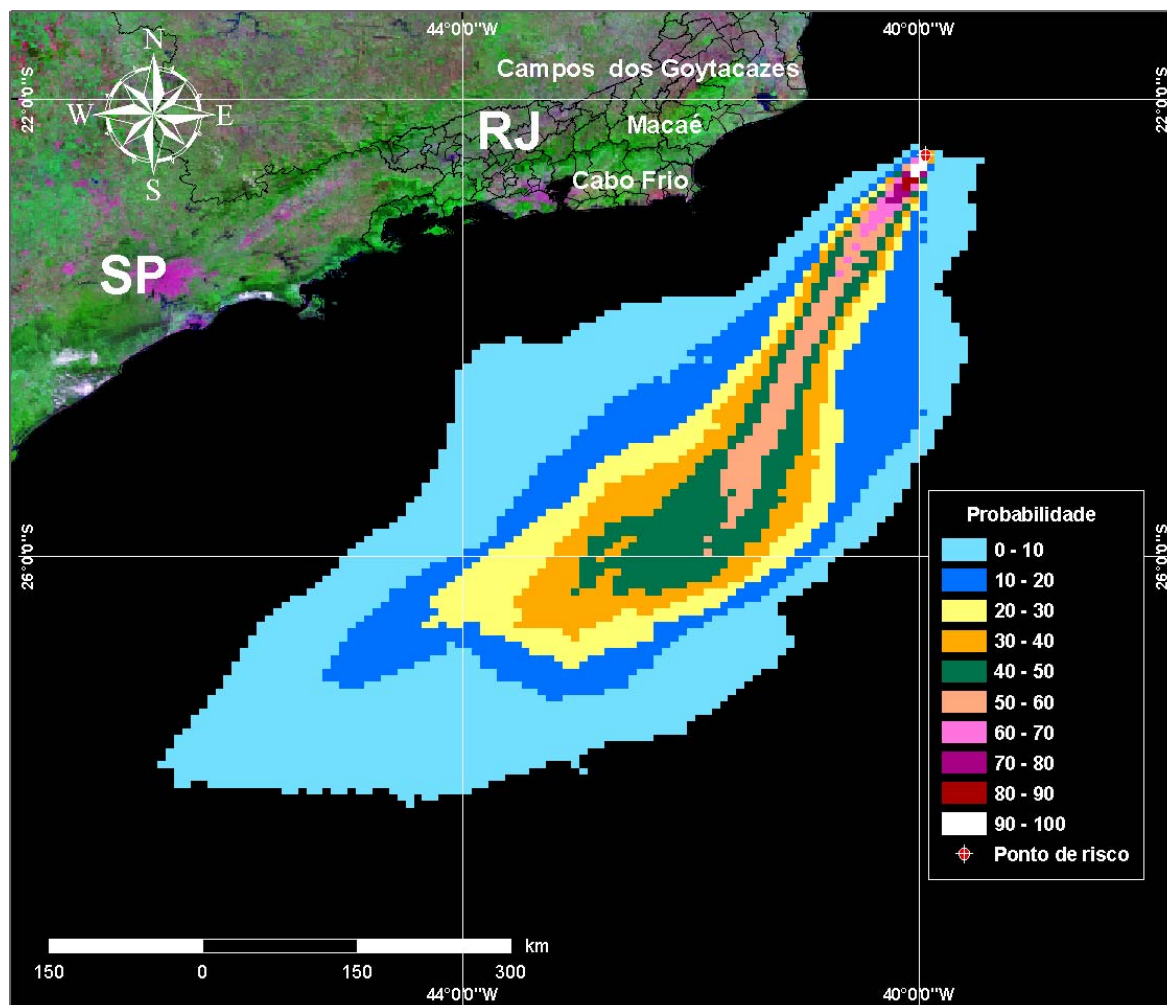 44°0'0"W
40°0'0"W
N
Campos dos Goytacazes
22°0'0"S
22°0'0"S
W
E
RJ
Macaé
S
Cabo Frio
SP
Probabilidade
0 - 10
10 - 20
20 - 30
30 - 40
40 - 50
50 - 60
60 - 70
70 - 80
80 - 90
90 - 100
Ponto de risco
26°0'0"S
26°0'0"S
km
150 0 150 300
44°0'0"W
40°0'0"W